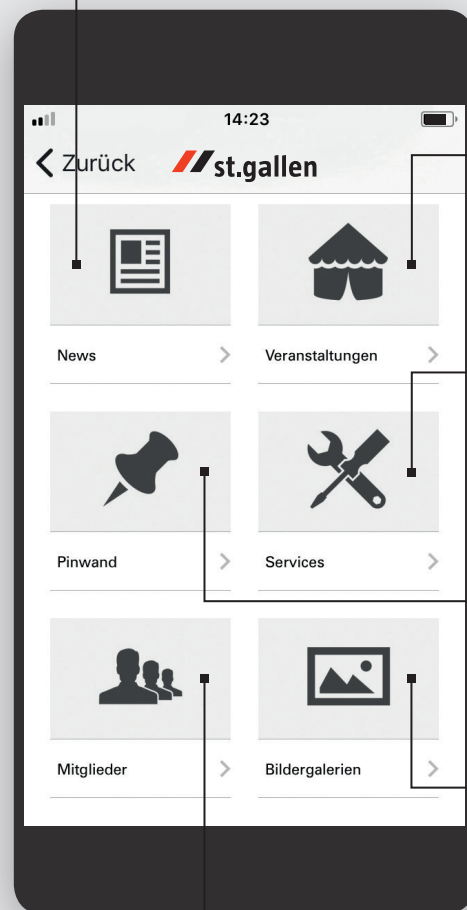 14:23
Zurück st.gallen
News Veranstaltungen
Pinwand Services
Mitglieder Bildergalerien